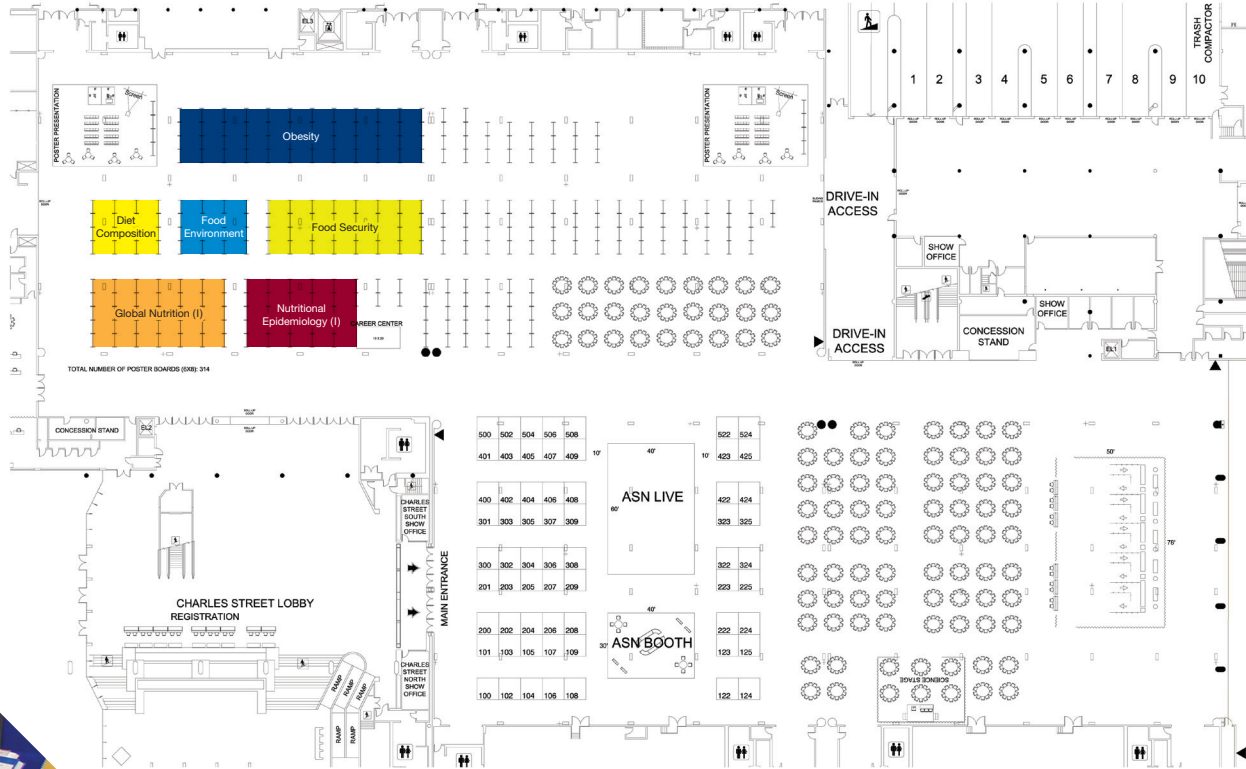 EL3
TRASH
COMPACTOR
1 2 3 4 5 6 7 8 9 10
POSTER PRESENTATION
Screen
Obesity
POSTER PRESENTATION
Screen
DRIVE-IN
ACCESS
Diet
Composition
Food
Environment
Food Security
SHOW
OFFICE
Global Nutrition (I)
Nutritional
Epidemiology (I)
CAREER CENTER
SHOW
OFFICE
CONCESSION
STAND
DRIVE-IN
ACCESS
EL1
TOTAL NUMBER OF POSTER BOARDS (6X8): 314
CONCESSION STAND
EL2
ROLL-UP
DOOR
500 502 504 506 508
401 403 405 407 409
10'
40'
10'
522 524
423 425
50'
400 402 404 406 408
301 303 305 307 309
ASN LIVE
60'
422 424
323 325
CHARLES
STREET
SOUTH
SHOW
OFFICE
76'
300 302 304 306 308
201 203 205 207 209
322 324
223 225
MAIN ENTRANCE
CHARLES STREET LOBBY
REGISTRATION
40'
200 202 204 206 208
101 103 105 107 109
30'
ASN BOOTH
222 224
123 125
CHARLES
STREET
NORTH
SHOW
OFFICE
RAMP
RAMP
RAMP
RAMP
RAMP
100 102 104 106 108
122 124
SCIENCE STAGE